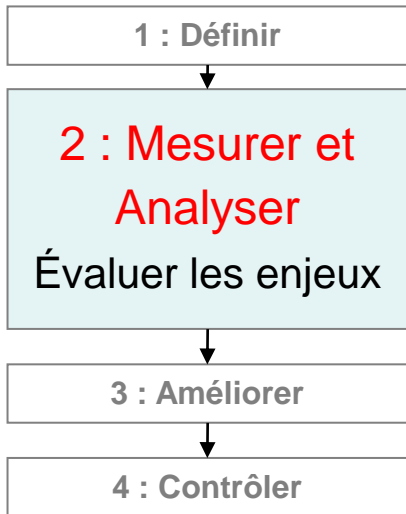 1 : Définir
2 : Mesurer et
Analyser
Évaluer les enjeux
3 : Améliorer
4 : Contrôler